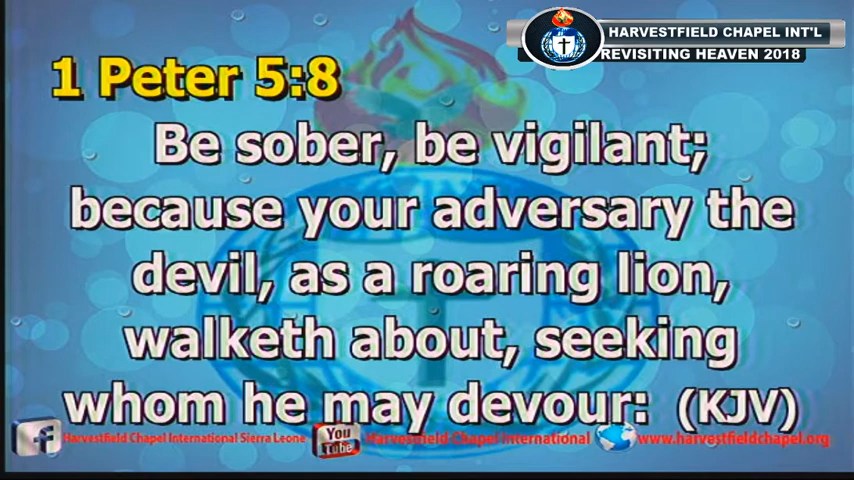 HARVESTFIELD CHAPEL INT'L
REVISITING HEAVEN 2018
1 Peter 5:8
Be sober, be vigilant;
because your adversary the
devil, as a roaring lion,
walketh about, seeking
whom he may devour: (KJV)
f Harvestfield Chapel International Sierra Leone You Tube Harvestfield Chapel International www.harvestfieldchapel.org